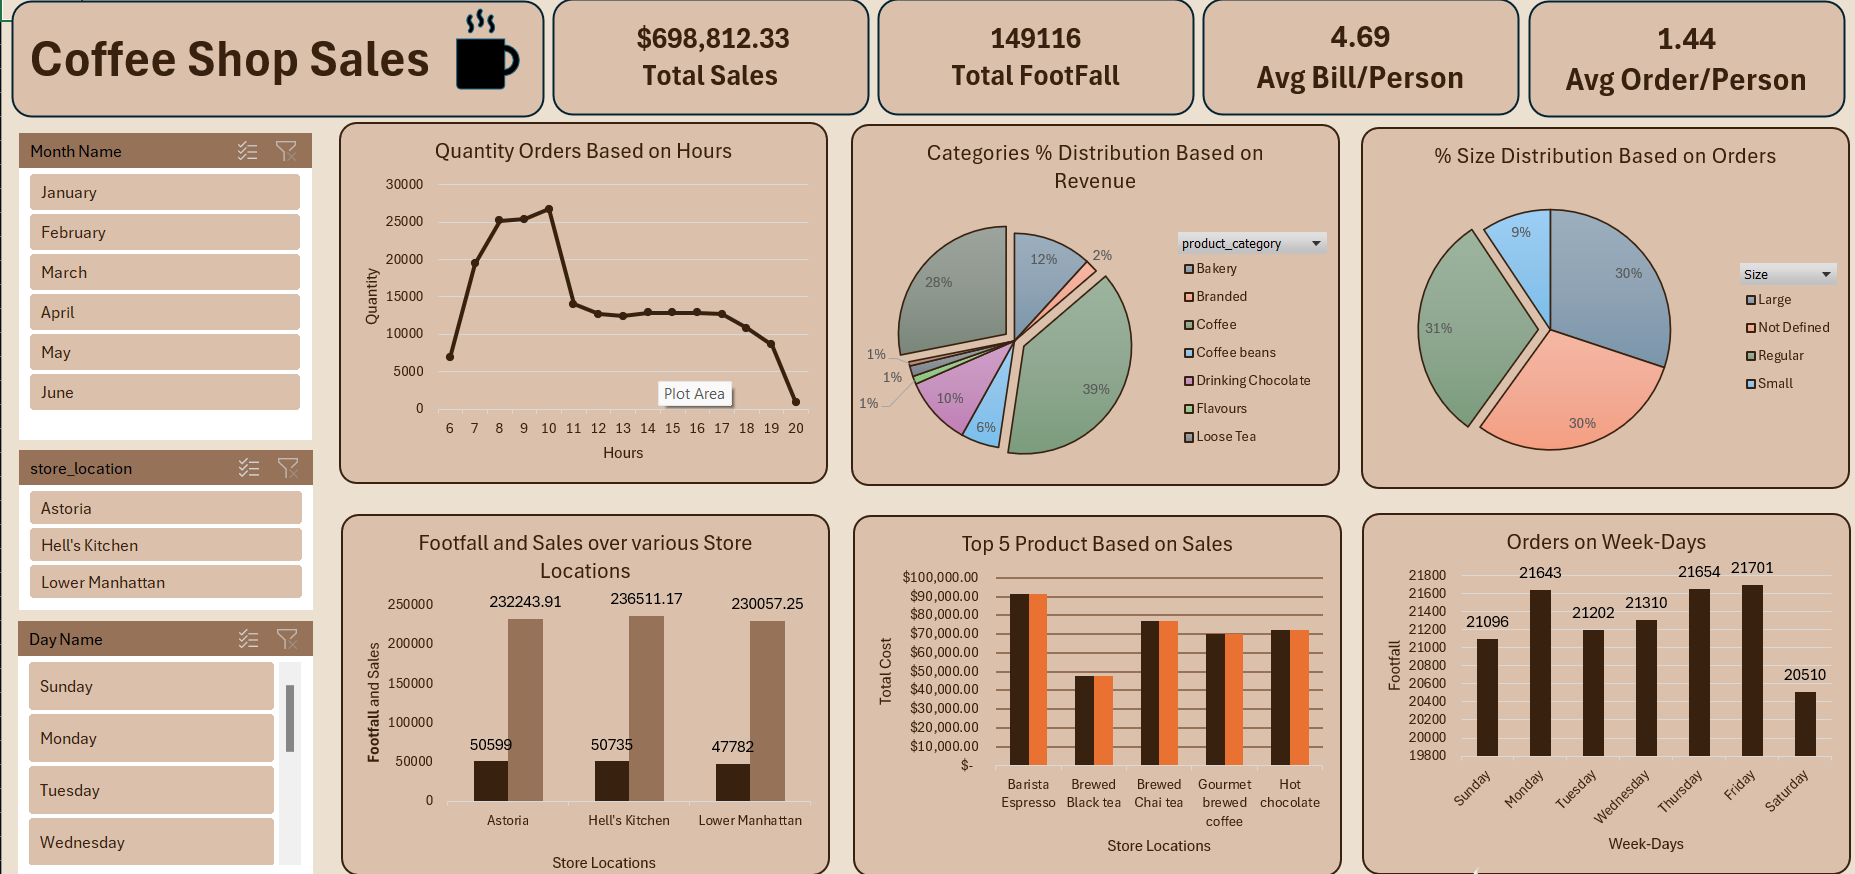 Coffee Shop Sales
$698,812.33
Total Sales
149116
Total FootFall
4.69
Avg Bill/Person
1.44
Avg Order/Person
Month Name
January
February
March
April
May
June
store_location
Astoria
Hell's Kitchen
Lower Manhattan
Day Name
Sunday
Monday
Tuesday
Wednesday
Quantity Orders Based on Hours
30000
25000
20000
15000
10000
5000
0
Quantity
Plot Area
6 7 8 9 10 11 12 13 14 15 16 17 18 19 20
Hours
Categories % Distribution Based on
Revenue
12%
2%
28%
39%
1%
1%
1%
10%
6%
product_category
Bakery
Branded
Coffee
Coffee beans
Drinking Chocolate
Flavours
Loose Tea
% Size Distribution Based on Orders
9%
30%
31%
30%
Size
Large
Not Defined
Regular
Small
Footfall and Sales over various Store
Locations
250000
200000
150000
100000
50000
0
Footfall and Sales
232243.91
236511.17
230057.25
50599
50735
47782
Astoria
Hell's Kitchen
Lower Manhattan
Store Locations
Top 5 Product Based on Sales
$100,000.00
$90,000.00
$80,000.00
$70,000.00
$60,000.00
$50,000.00
$40,000.00
$30,000.00
$20,000.00
$10,000.00
$-
Total Cost
Barista
Espresso
Brewed
Black tea
Brewed
Chai tea
Gourmet
brewed
coffee
Hot
chocolate
Store Locations
Orders on Week-Days
21800
21600
21400
21200
21000
20800
20600
20400
20200
20000
19800
Footfall
21096
21643
21202
21310
21654
21701
20510
Sunday
Monday
Tuesday
Wednesday
Thursday
Friday
Saturday
Week-Days